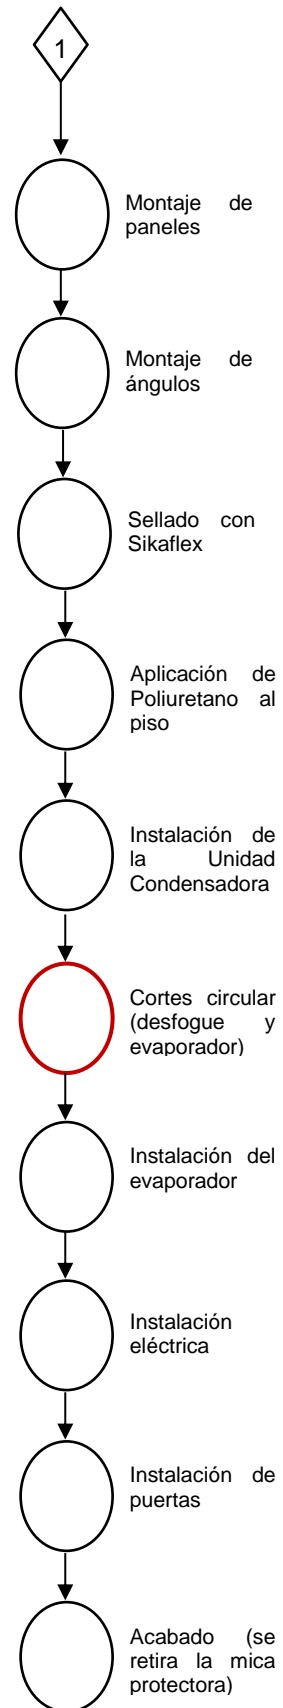 1
Montaje de
paneles
Montaje de
ángulos
Sellado con
Sikaflex
Aplicación de
Poliuretano al
piso
Instalación de
la Unidad
Condensadora
Cortes circular
(desfogue y
evaporador)
Instalación del
evaporador
Instalación
eléctrica
Instalación de
puertas
Acabado (se
retira la mica
protectora)